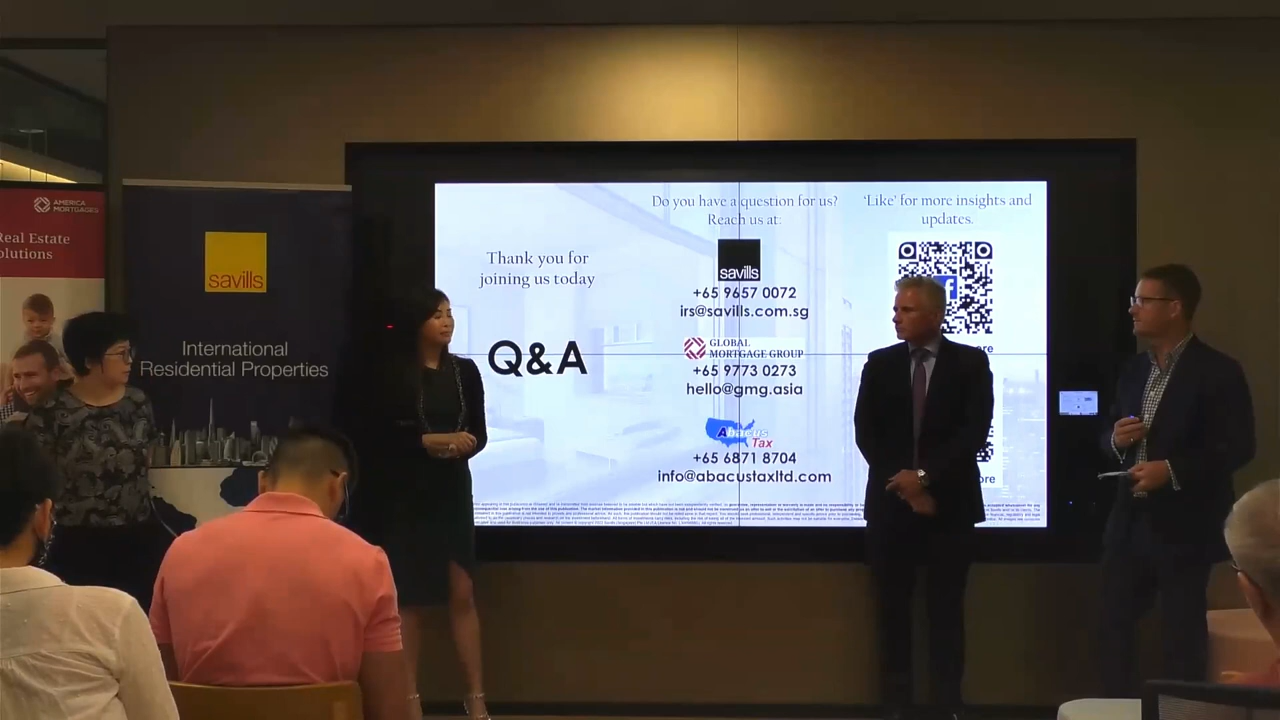 AMERICA
MORTGAGES
Real Estate
olutions
savills
International
Residential Properties
Thank you for
joining us today
Q&A
Do you have a question for us?
Reach us at:
savills
+65 9657 0072
irs@savills.com.sg
GLOBAL
MORTGAGE GROUP
+65 9773 0273
hello@gmg.asia
Abacus
Tax
+65 6871 8704
info@abacustaxltd.com
'Like' for more insights and
updates.